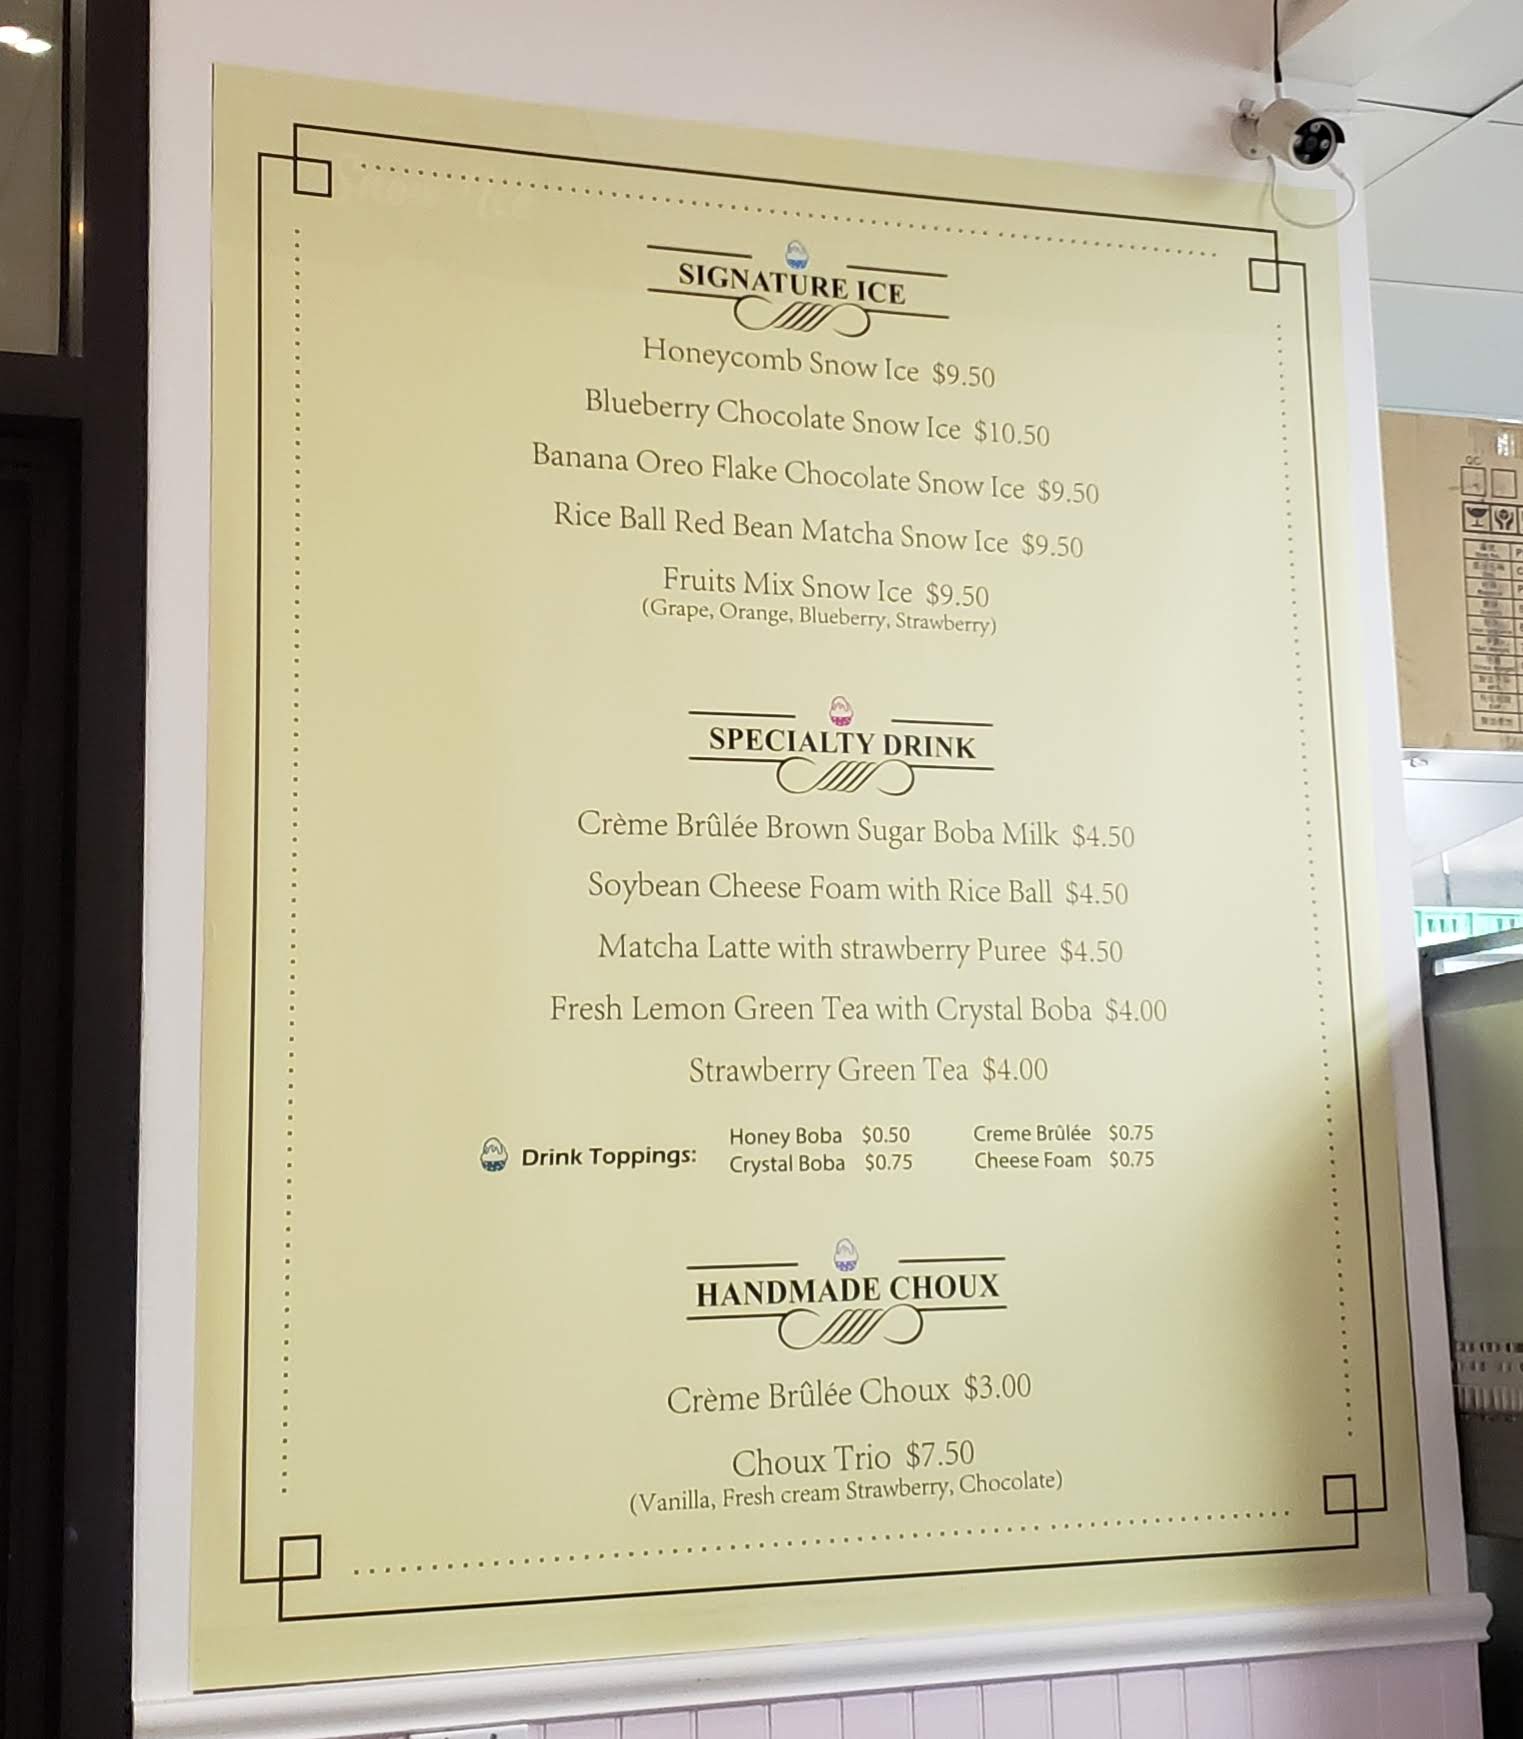 SIGNATURE ICE
Honeycomb Snow Ice $9.50
Blueberry Chocolate Snow Ice $10.50
Banana Oreo Flake Chocolate Snow Ice $9.50
Rice Ball Red Bean Matcha Snow Ice $9.50
Fruits Mix Snow Ice $9.50
(Grape, Orange, Blueberry, Strawberry)
SPECIALTY DRINK
Crème Brûlée Brown Sugar Boba Milk $4.50
Soybean Cheese Foam with Rice Ball $4.50
Matcha Latte with strawberry Puree $4.50
Fresh Lemon Green Tea with Crystal Boba $4.00
Strawberry Green Tea $4.00
Drink Toppings:
Honey Boba $0.50 Creme Brûlée $0.75
Crystal Boba $0.75 Cheese Foam $0.75
HANDMADE CHOUX
Crème Brûlée Choux $3.00
Choux Trio $7.50
(Vanilla, Fresh cream Strawberry, Chocolate)
QC